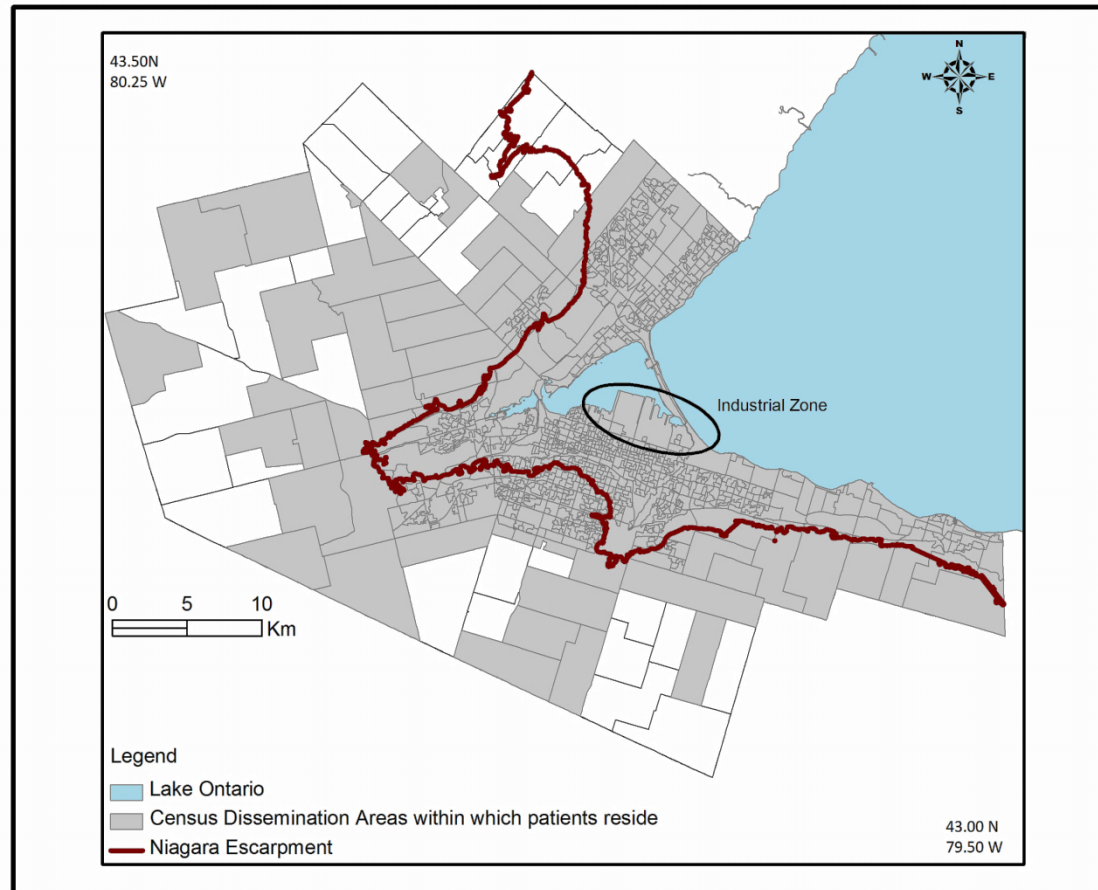 43.50N
80.25 W
N
W E
S
Industrial Zone
0 5 10
Km
Legend
Lake Ontario
Census Dissemination Areas within which patients reside
Niagara Escarpment
43.00 N
79.50 W